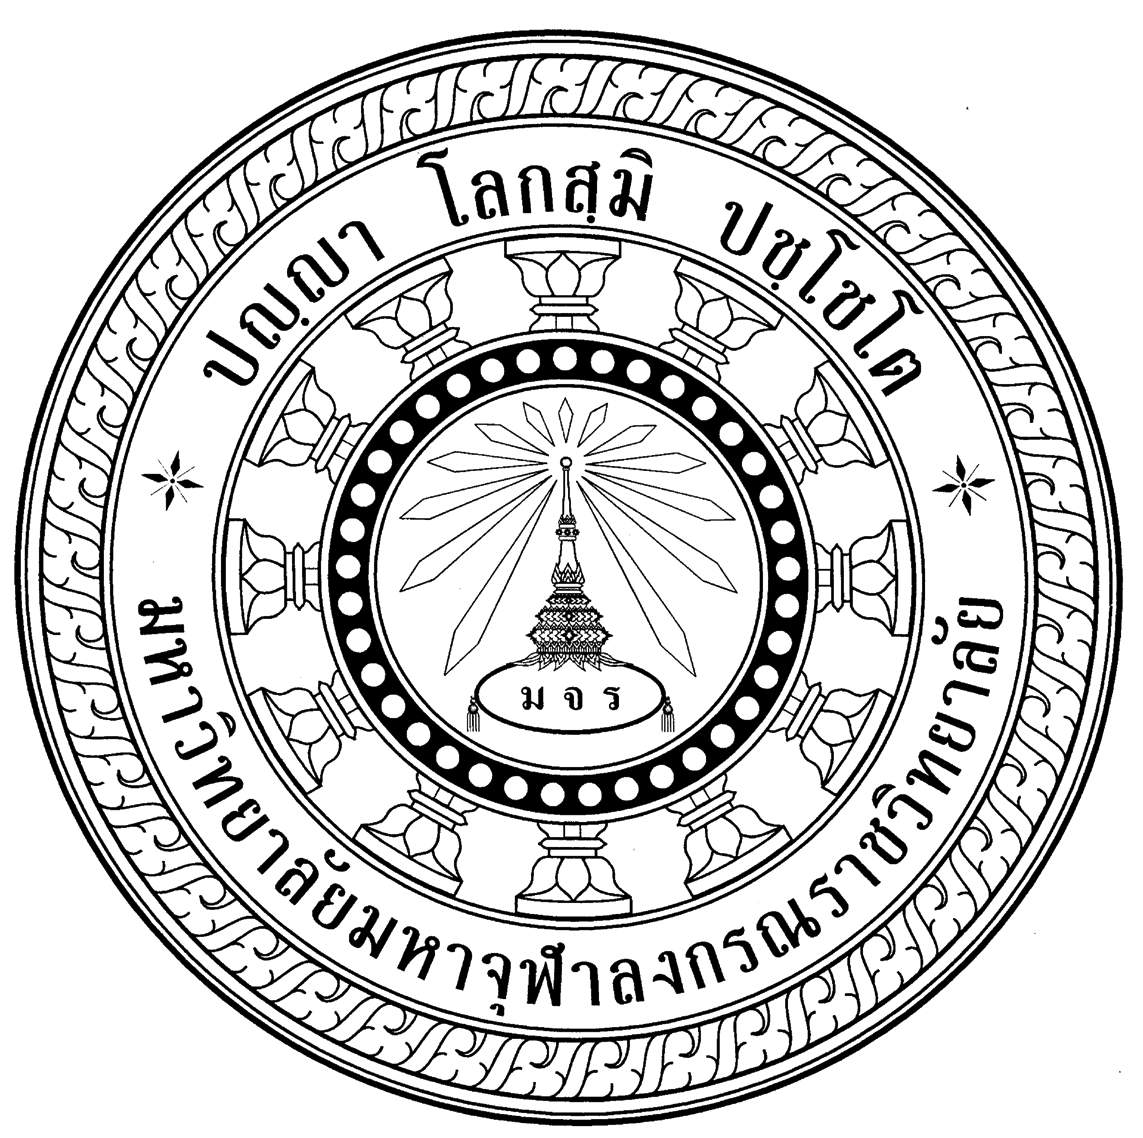 ปญฺญา โลกสฺมิ ปชฺโชโต
มหาวิทยาลัยมหาจุฬาลงกรณราชวิทยาลัย
ม จ ร